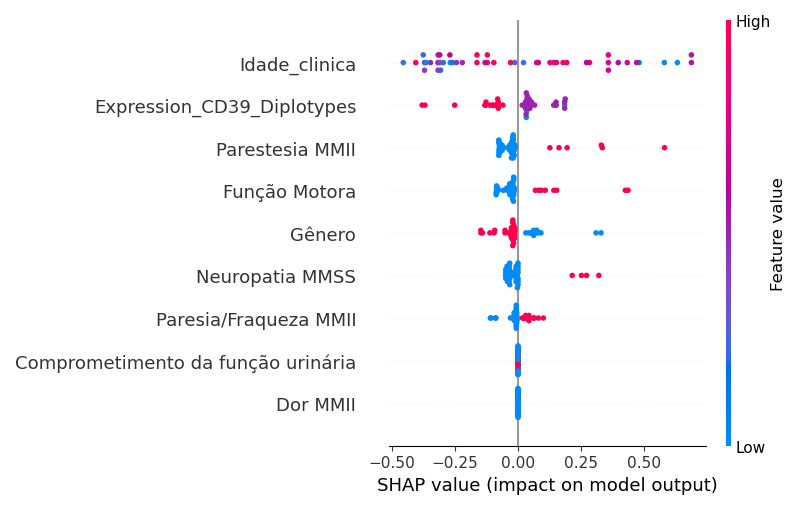 High
Idade_clinica
Expression_CD39_Diplotypes
Parestesia MMII
Função Motora
Gênero
Neuropatia MMSS
Paresia/Fraqueza MMII
Comprometimento da função urinária
Dor MMII
Feature value
Low
−0.50 −0.25 0.00 0.25 0.50
SHAP value (impact on model output)